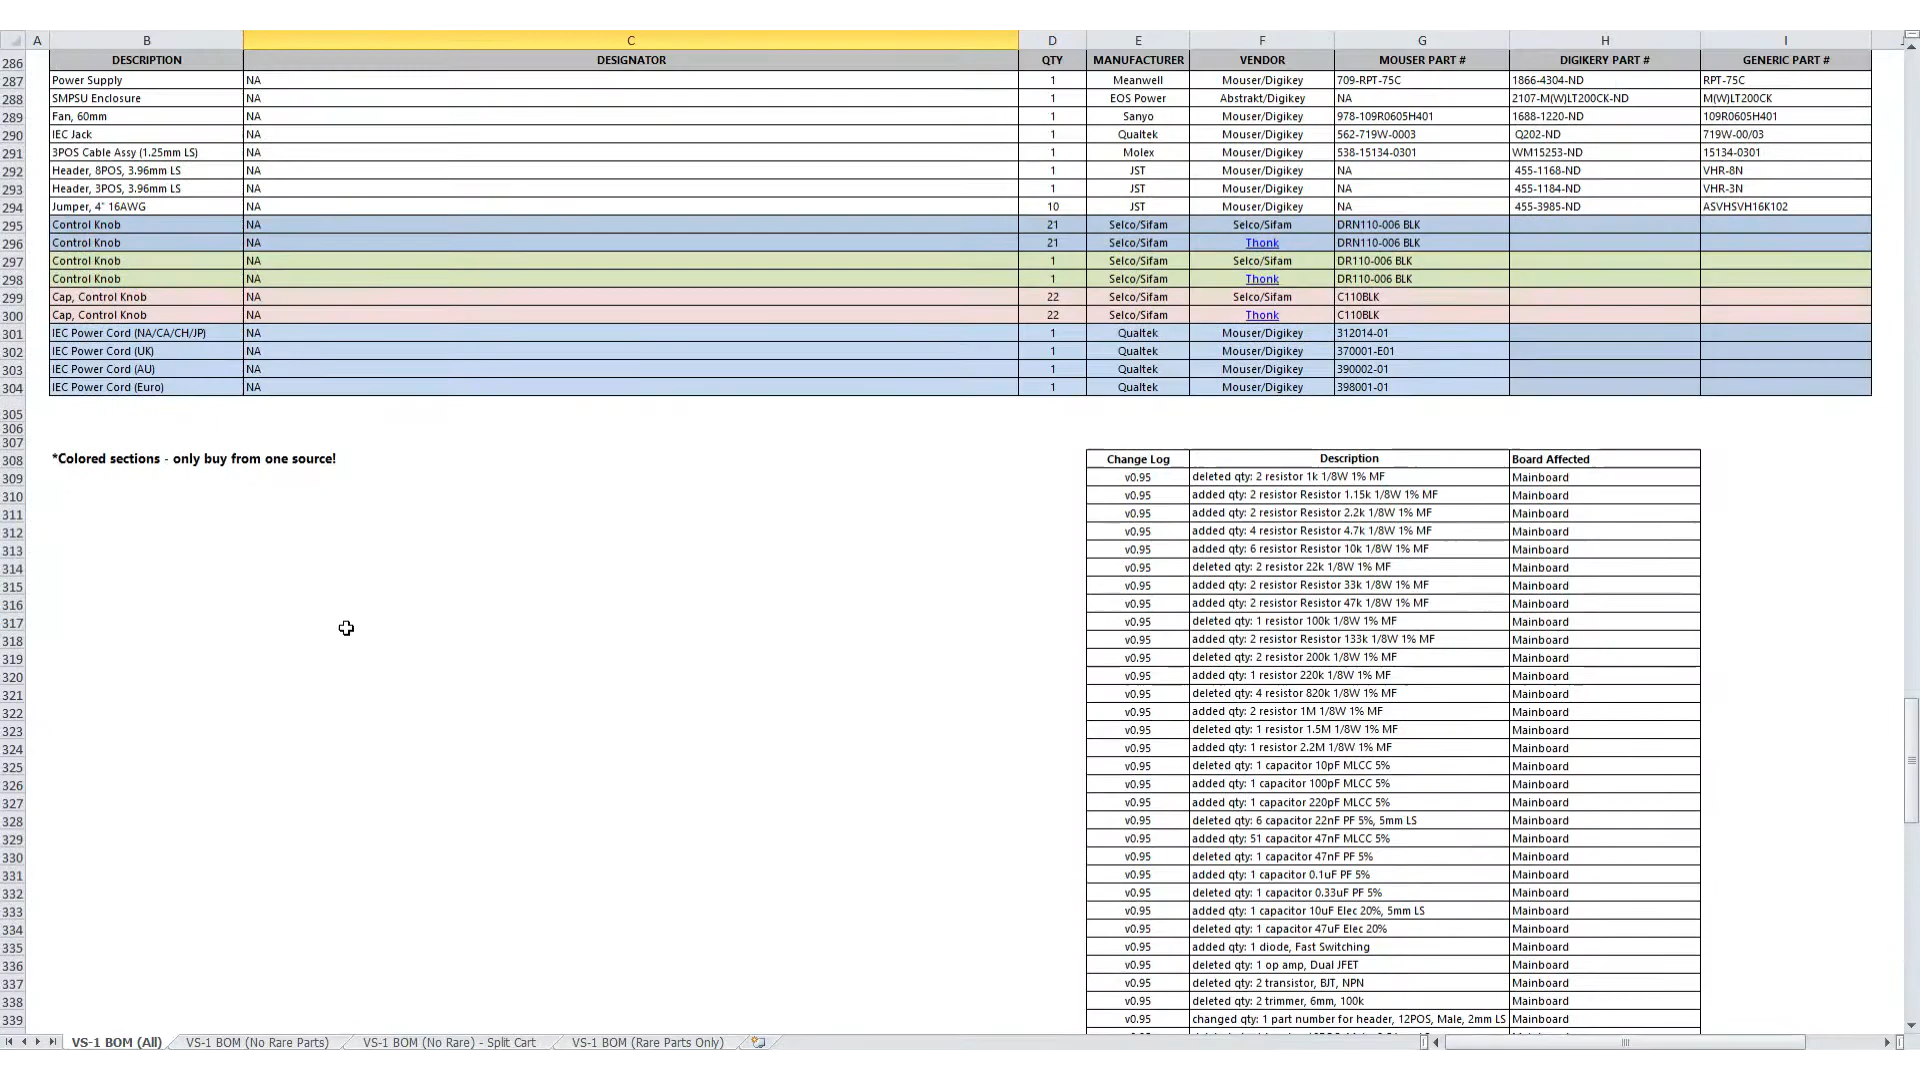 A B C D E F G H I
286 DESCRIPTION DESIGNATOR QTY MANUFACTURER VENDOR MOUSER PART # DIGIKERY PART # GENERIC PART #
287 Power Supply NA 1 Meanwell Mouser/Digikey 709-RPT-75C 1866-4304-ND RPT-75C
288 SMPSU Enclosure NA 1 EOS Power Abstrakt/Digikey NA 2107-M(W)LT200CK-ND M(W)LT200CK
289 Fan, 60mm NA 1 Sanyo Mouser/Digikey 978-109R0605H401 1688-1220-ND 109R0605H401
290 IEC Jack NA 1 Qualtek Mouser/Digikey 562-719W-0003 Q202-ND 719W-00/03
291 3POS Cable Assy (1.25mm LS) NA 1 Molex Mouser/Digikey 538-15134-0301 WM15253-ND 15134-0301
292 Header, 8POS, 3.96mm LS NA 1 JST Mouser/Digikey NA 455-1168-ND VHR-8N
293 Header, 3POS, 3.96mm LS NA 1 JST Mouser/Digikey NA 455-1184-ND VHR-3N
294 Jumper, 4" 16AWG NA 10 JST Mouser/Digikey NA 455-3985-ND ASVHSVH16K102
295 Control Knob NA 21 Selco/Sifam Selco/Sifam DRN110-006 BLK
296 Control Knob NA 21 Selco/Sifam Thonk DRN110-006 BLK
297 Control Knob NA 1 Selco/Sifam Selco/Sifam DR110-006 BLK
298 Control Knob NA 1 Selco/Sifam Thonk DR110-006 BLK
299 Cap, Control Knob NA 22 Selco/Sifam Selco/Sifam C110BLK
300 Cap, Control Knob NA 22 Selco/Sifam Thonk C110BLK
301 IEC Power Cord (NA/CA/CH/JP) NA 1 Qualtek Mouser/Digikey 312014-01
302 IEC Power Cord (UK) NA 1 Qualtek Mouser/Digikey 370001-E01
303 IEC Power Cord (AU) NA 1 Qualtek Mouser/Digikey 390002-01
304 IEC Power Cord (Euro) NA 1 Qualtek Mouser/Digikey 398001-01
305
306
307
308 *Colored sections - only buy from one source! Change Log Description Board Affected
309 v0.95 deleted qty: 2 resistor 1k 1/8W 1% MF Mainboard
310 v0.95 added qty: 2 resistor Resistor 1.15k 1/8W 1% MF Mainboard
311 v0.95 added qty: 2 resistor Resistor 2.2k 1/8W 1% MF Mainboard
312 v0.95 added qty: 4 resistor Resistor 4.7k 1/8W 1% MF Mainboard
313 v0.95 added qty: 6 resistor Resistor 10k 1/8W 1% MF Mainboard
314 v0.95 deleted qty: 2 resistor 22k 1/8W 1% MF Mainboard
315 v0.95 added qty: 2 resistor Resistor 33k 1/8W 1% MF Mainboard
316 v0.95 added qty: 2 resistor Resistor 47k 1/8W 1% MF Mainboard
317 v0.95 deleted qty: 1 resistor 100k 1/8W 1% MF Mainboard
318 v0.95 added qty: 2 resistor Resistor 133k 1/8W 1% MF Mainboard
319 v0.95 deleted qty: 2 resistor 200k 1/8W 1% MF Mainboard
320 v0.95 added qty: 1 resistor 220k 1/8W 1% MF Mainboard
321 v0.95 deleted qty: 4 resistor 820k 1/8W 1% MF Mainboard
322 v0.95 added qty: 2 resistor 1M 1/8W 1% MF Mainboard
323 v0.95 deleted qty: 1 resistor 1.5M 1/8W 1% MF Mainboard
324 v0.95 added qty: 1 resistor 2.2M 1/8W 1% MF Mainboard
325 v0.95 deleted qty: 1 capacitor 10pF MLCC 5% Mainboard
326 v0.95 added qty: 1 capacitor 100pF MLCC 5% Mainboard
327 v0.95 added qty: 1 capacitor 220pF MLCC 5% Mainboard
328 v0.95 deleted qty: 6 capacitor 22nF PF 5%, 5mm LS Mainboard
329 v0.95 added qty: 51 capacitor 47nF MLCC 5% Mainboard
330 v0.95 deleted qty: 1 capacitor 47nF PF 5% Mainboard
331 v0.95 added qty: 1 capacitor 0.1uF PF 5% Mainboard
332 v0.95 deleted qty: 1 capacitor 0.33uF PF 5% Mainboard
333 v0.95 added qty: 1 capacitor 10uF Elec 20%, 5mm LS Mainboard
334 v0.95 deleted qty: 1 capacitor 47uF Elec 20% Mainboard
335 v0.95 added qty: 1 diode, Fast Switching Mainboard
336 v0.95 deleted qty: 1 op amp, Dual JFET Mainboard
337 v0.95 deleted qty: 2 transistor, BJT, NPN Mainboard
338 v0.95 deleted qty: 2 trimmer, 6mm, 100k Mainboard
339 v0.95 changed qty: 1 part number for header, 12POS, Male, 2mm LS Mainboard
VS-1 BOM (All) VS-1 BOM (No Rare Parts) VS-1 BOM (No Rare) - Split Cart VS-1 BOM (Rare Parts Only)